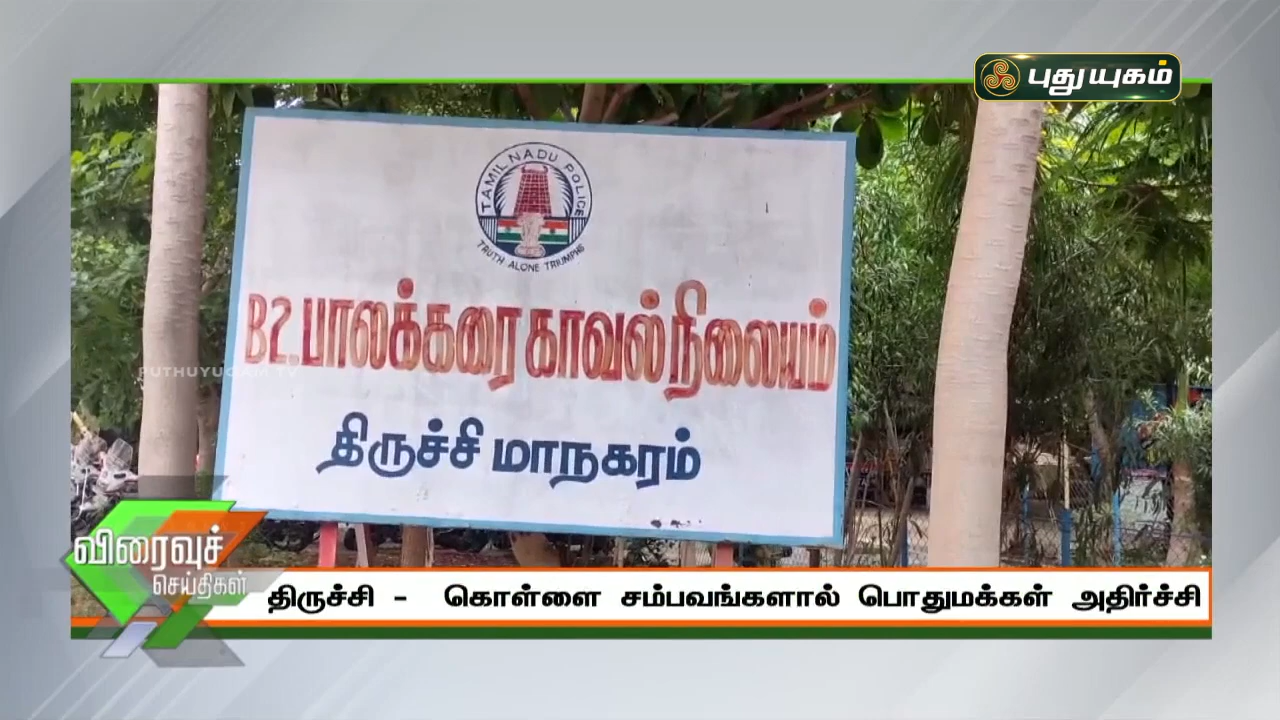 புதுயுகம்
TAMIL NADU POLICE
TRUTH ALONE TRIUMPHS
B2. பாலக்கரை காவல் நிலையம்
PUTHUYUGAM TV
திருச்சி மாநகரம்
விரைவுச்
செய்திகள்
திருச்சி - கொள்ளை சம்பவங்களால் பொதுமக்கள் அதிர்ச்சி